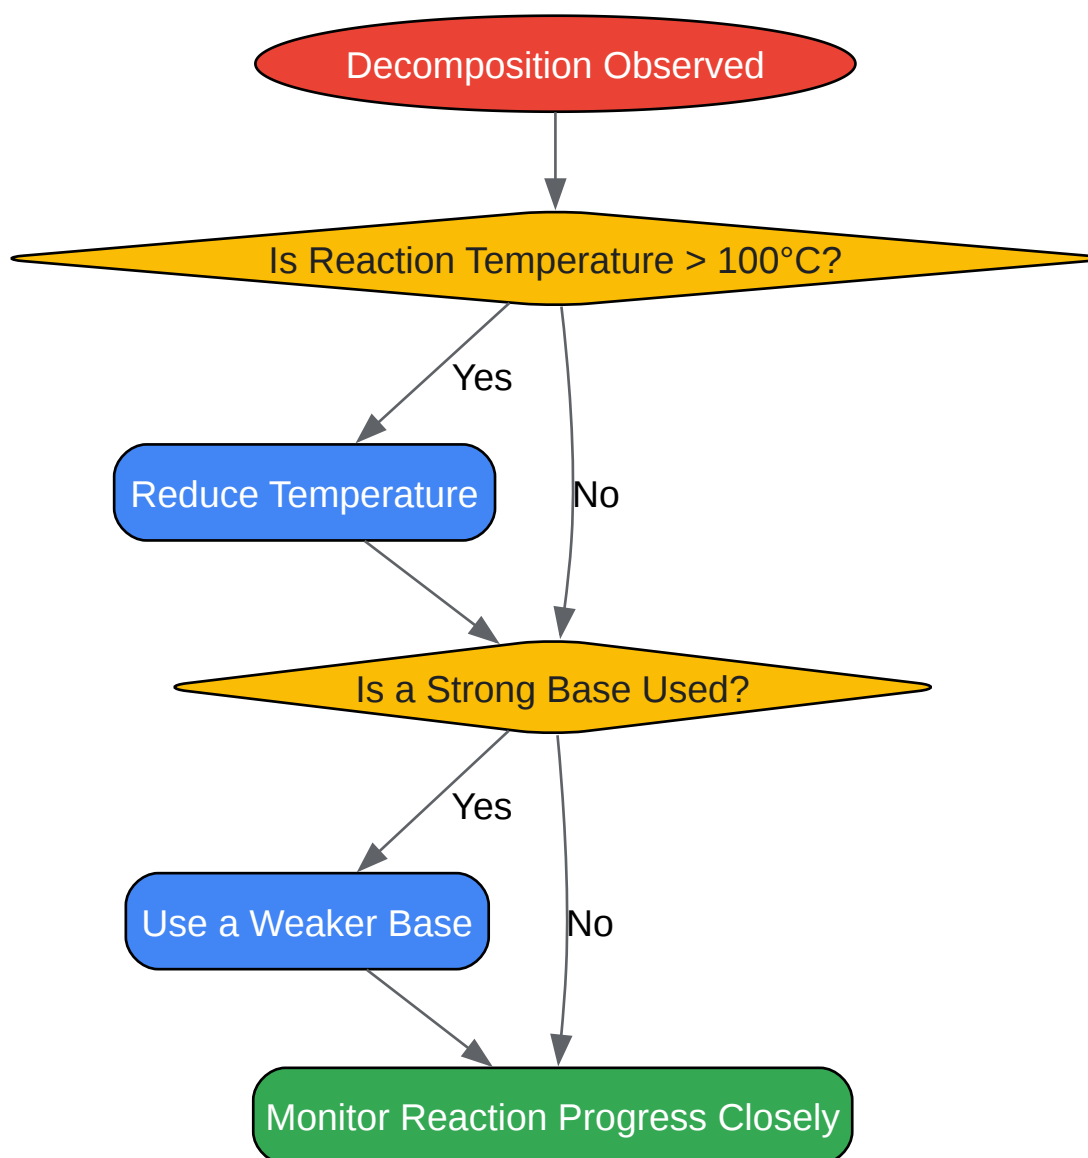 Decomposition Observed
Is Reaction Temperature > 100°C?
Yes
Reduce Temperature
No
Is a Strong Base Used?
Yes
Use a Weaker Base
No
Monitor Reaction Progress Closely